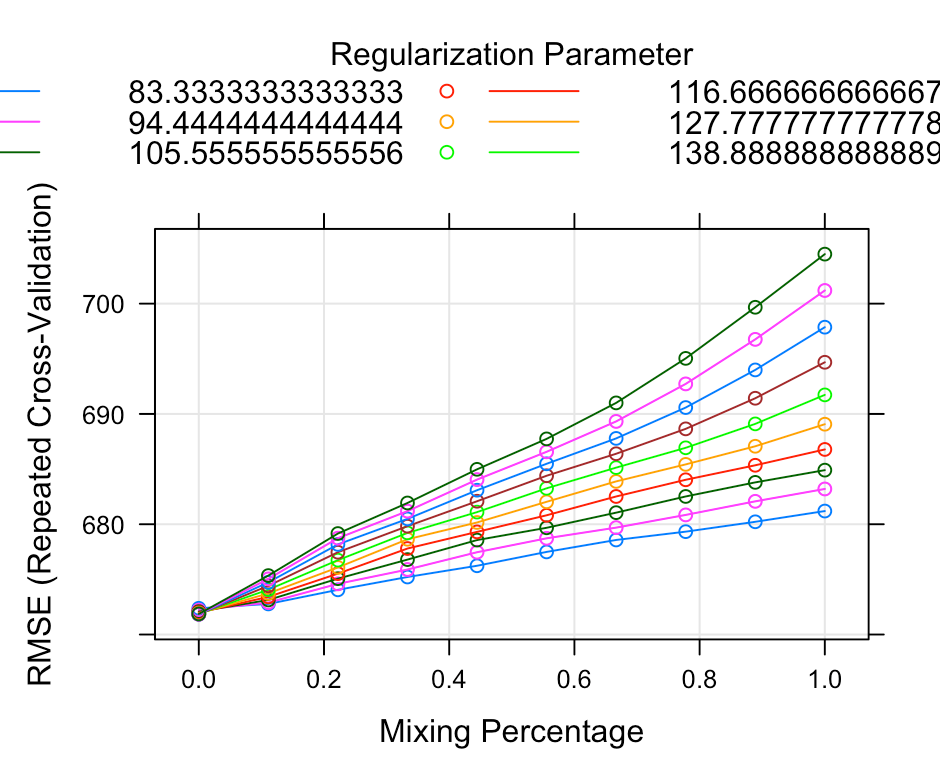 Regularization Parameter
83.3333333333333 116.666666666667
94.4444444444444 127.777777777778
105.555555555556 138.888888888889
RMSE (Repeated Cross-Validation)
700
690
680
0.0 0.2 0.4 0.6 0.8 1.0
Mixing Percentage